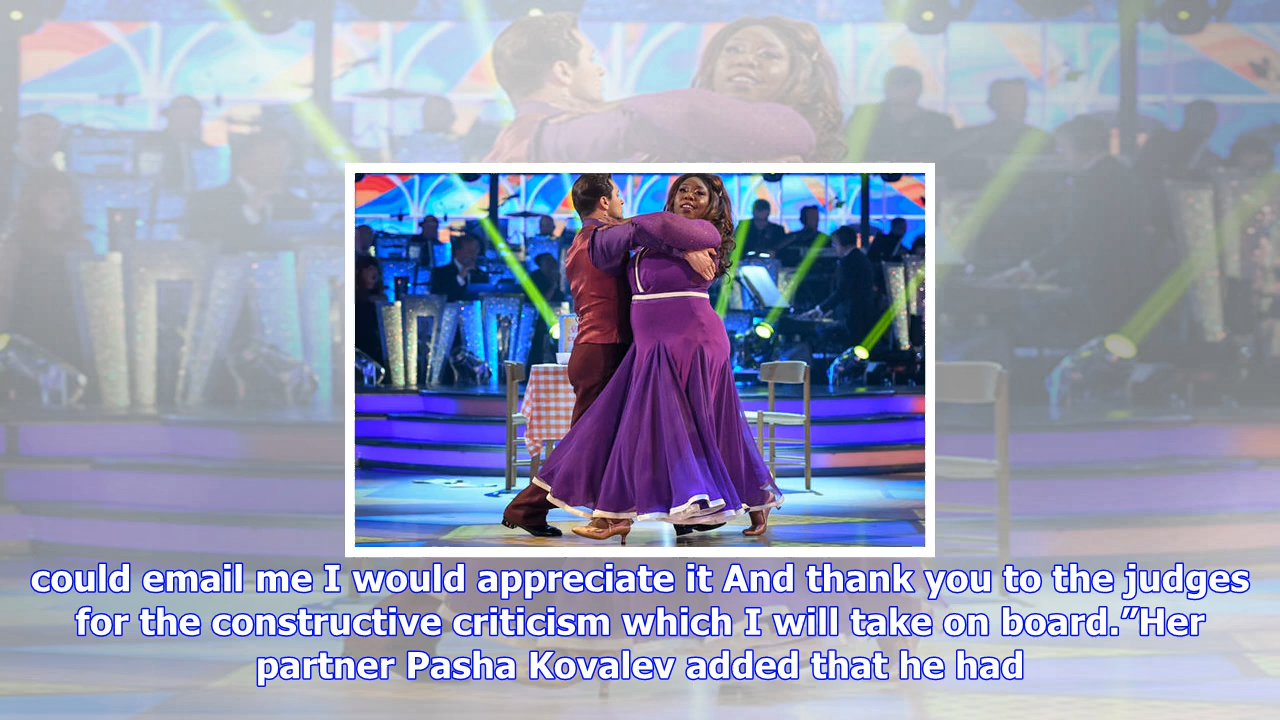 could email me I would appreciate it And thank you to the judges
for the constructive criticism which I will take on board.”Her
partner Pasha Kovalev added that he had